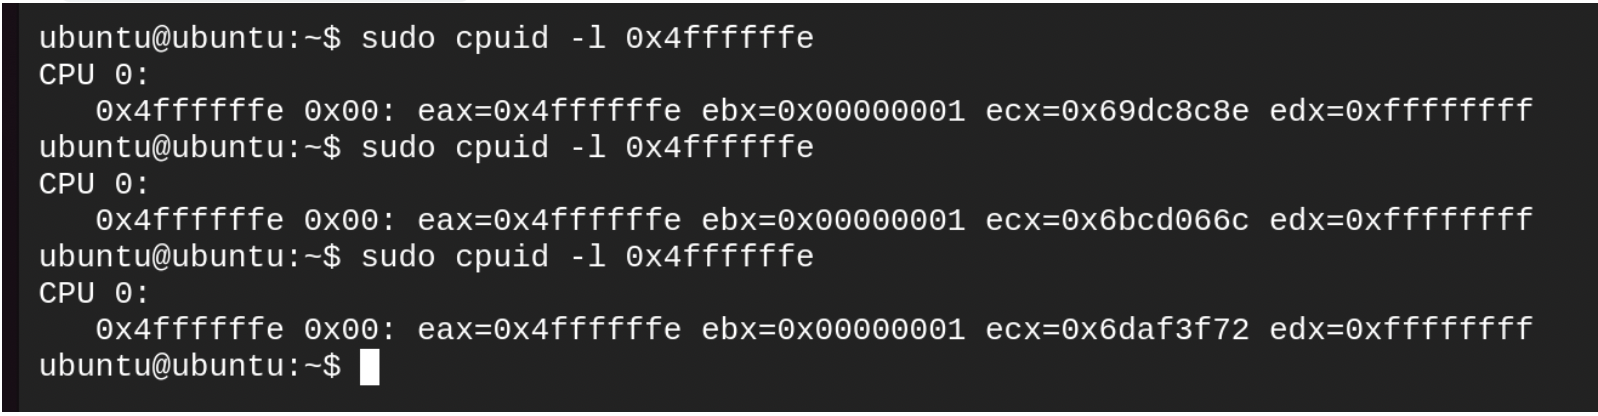 ubuntu@ubuntu:~$ sudo cpuid -l 0x4ffffffe
CPU 0:
   0x4ffffffe 0x00: eax=0x4ffffffe ebx=0x00000001 ecx=0x69dc8c8e edx=0xffffffff
ubuntu@ubuntu:~$ sudo cpuid -l 0x4ffffffe
CPU 0:
   0x4ffffffe 0x00: eax=0x4ffffffe ebx=0x00000001 ecx=0x6bcd066c edx=0xffffffff
ubuntu@ubuntu:~$ sudo cpuid -l 0x4ffffffe
CPU 0:
   0x4ffffffe 0x00: eax=0x4ffffffe ebx=0x00000001 ecx=0x6daf3f72 edx=0xffffffff
ubuntu@ubuntu:~$